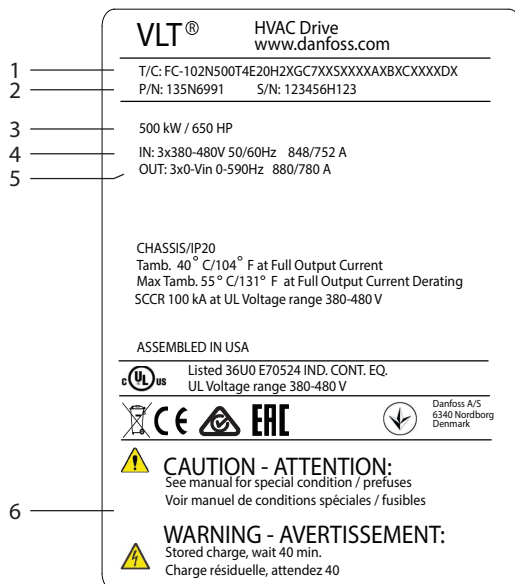 VLT® HVAC Drive
www.danfoss.com
1 T/C: FC-102N500T4E20H2XGC7XXSXXXXAXBXCXXXXDX
2 P/N: 135N6991 S/N: 123456H123
3 500 kW / 650 HP
4 IN: 3x380-480V 50/60Hz 848/752 A
5 OUT: 3x0-Vin 0-590Hz 880/780 A
CHASSIS/IP20
Tamb. 40° C/104° F at Full Output Current
Max Tamb. 55° C/131° F at Full Output Current Derating
SCCR 100 kA at UL Voltage range 380-480 V
ASSEMBLED IN USA
c UL us Listed 36U0 E70524 IND. CONT. EQ.
UL Voltage range 380-480 V
CE EAC Danfoss A/S
6340 Nordborg
Denmark
CAUTION - ATTENTION:
See manual for special condition / prefuses
Voir manuel de conditions spéciales / fusibles
6
WARNING - AVERTISSEMENT:
Stored charge, wait 40 min.
Charge résiduelle, attendez 40